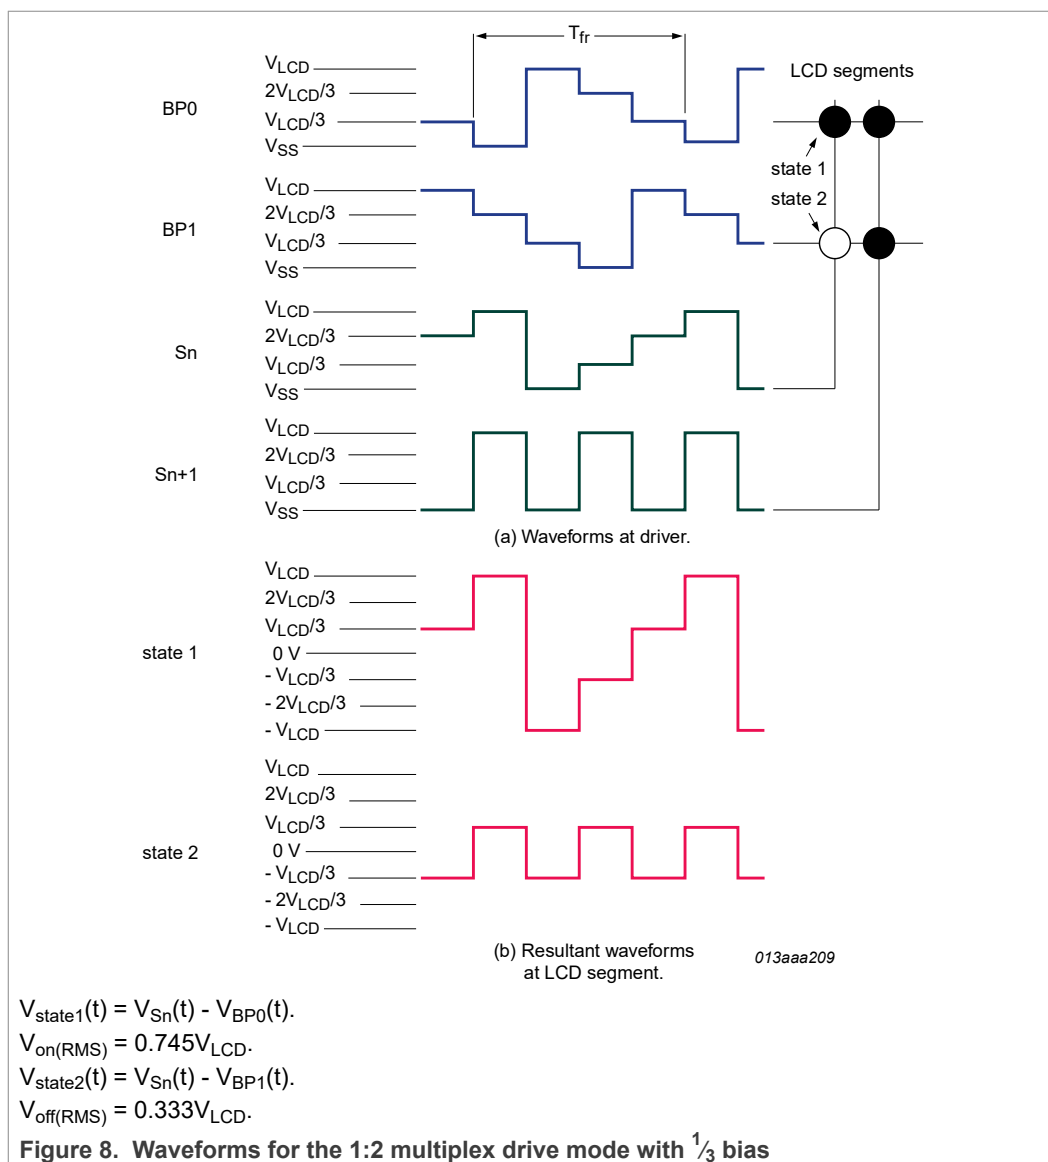 T_fr
BP0
V_LCD
2V_LCD/3
V_LCD/3
V_SS
LCD segments
state 1
state 2
BP1
V_LCD
2V_LCD/3
V_LCD/3
V_SS
Sn
V_LCD
2V_LCD/3
V_LCD/3
V_SS
Sn+1
V_LCD
2V_LCD/3
V_LCD/3
V_SS
(a) Waveforms at driver.
state 1
V_LCD
2V_LCD/3
V_LCD/3
0 V
- V_LCD/3
- 2V_LCD/3
- V_LCD
state 2
V_LCD
2V_LCD/3
V_LCD/3
0 V
- V_LCD/3
- 2V_LCD/3
- V_LCD
(b) Resultant waveforms
at LCD segment.
013aaa209
V_state1(t) = V_Sn(t) - V_BP0(t).
V_on(RMS) = 0.745V_LCD.
V_state2(t) = V_Sn(t) - V_BP1(t).
V_off(RMS) = 0.333V_LCD.
Figure 8. Waveforms for the 1:2 multiplex drive mode with 1/3 bias